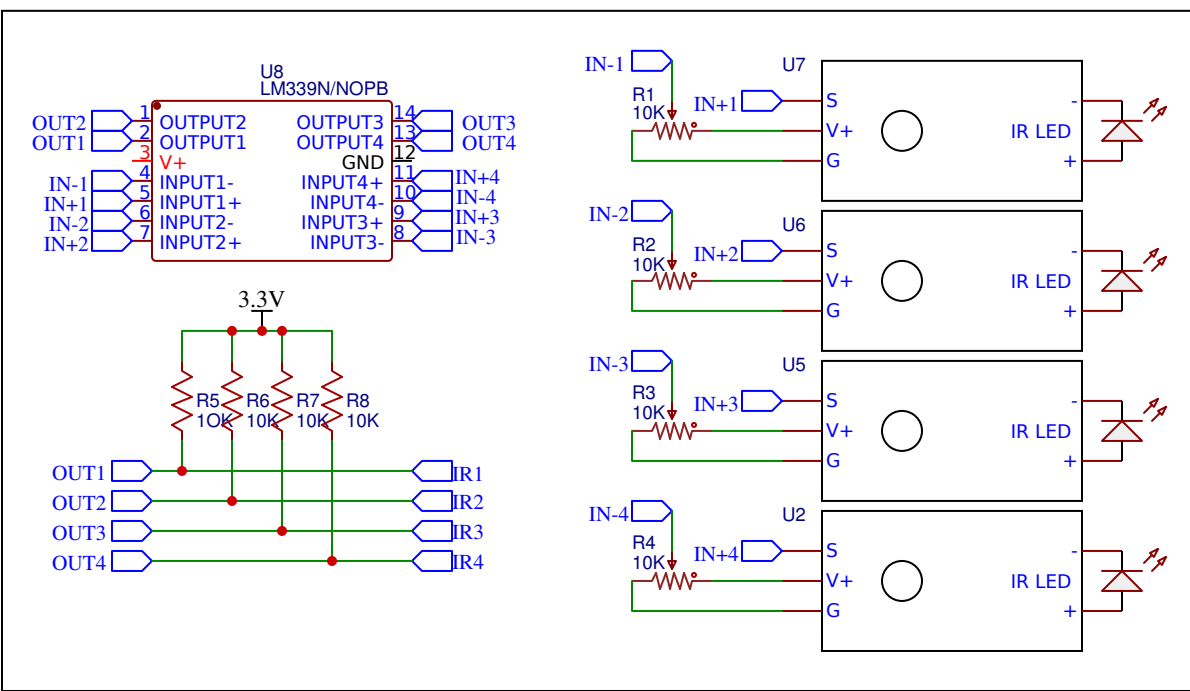 U8
LM339N/NOPB
OUT2 1 OUTPUT2 OUTPUT3 14 OUT3
OUT1 2 OUTPUT1 OUTPUT4 13 OUT4
3 V+ GND 12
IN-1 4 INPUT1- INPUT4+ 11 IN+4
IN+1 5 INPUT1+ INPUT4- 10 IN-4
IN-2 6 INPUT2- INPUT3+ 9 IN+3
IN+2 7 INPUT2+ INPUT3- 8 IN-3
3.3V
R5 R6 R7 R8
1OK 10K 10K 10K
OUT1 IR1
OUT2 IR2
OUT3 IR3
OUT4 IR4
IN-1 U7
R1 IN+1 S -
10K V+ IR LED
G +
IN-2 U6
R2 IN+2 S -
10K V+ IR LED
G +
IN-3 U5
R3 IN+3 S -
10K V+ IR LED
G +
IN-4 U2
R4 IN+4 S -
10K V+ IR LED
G +